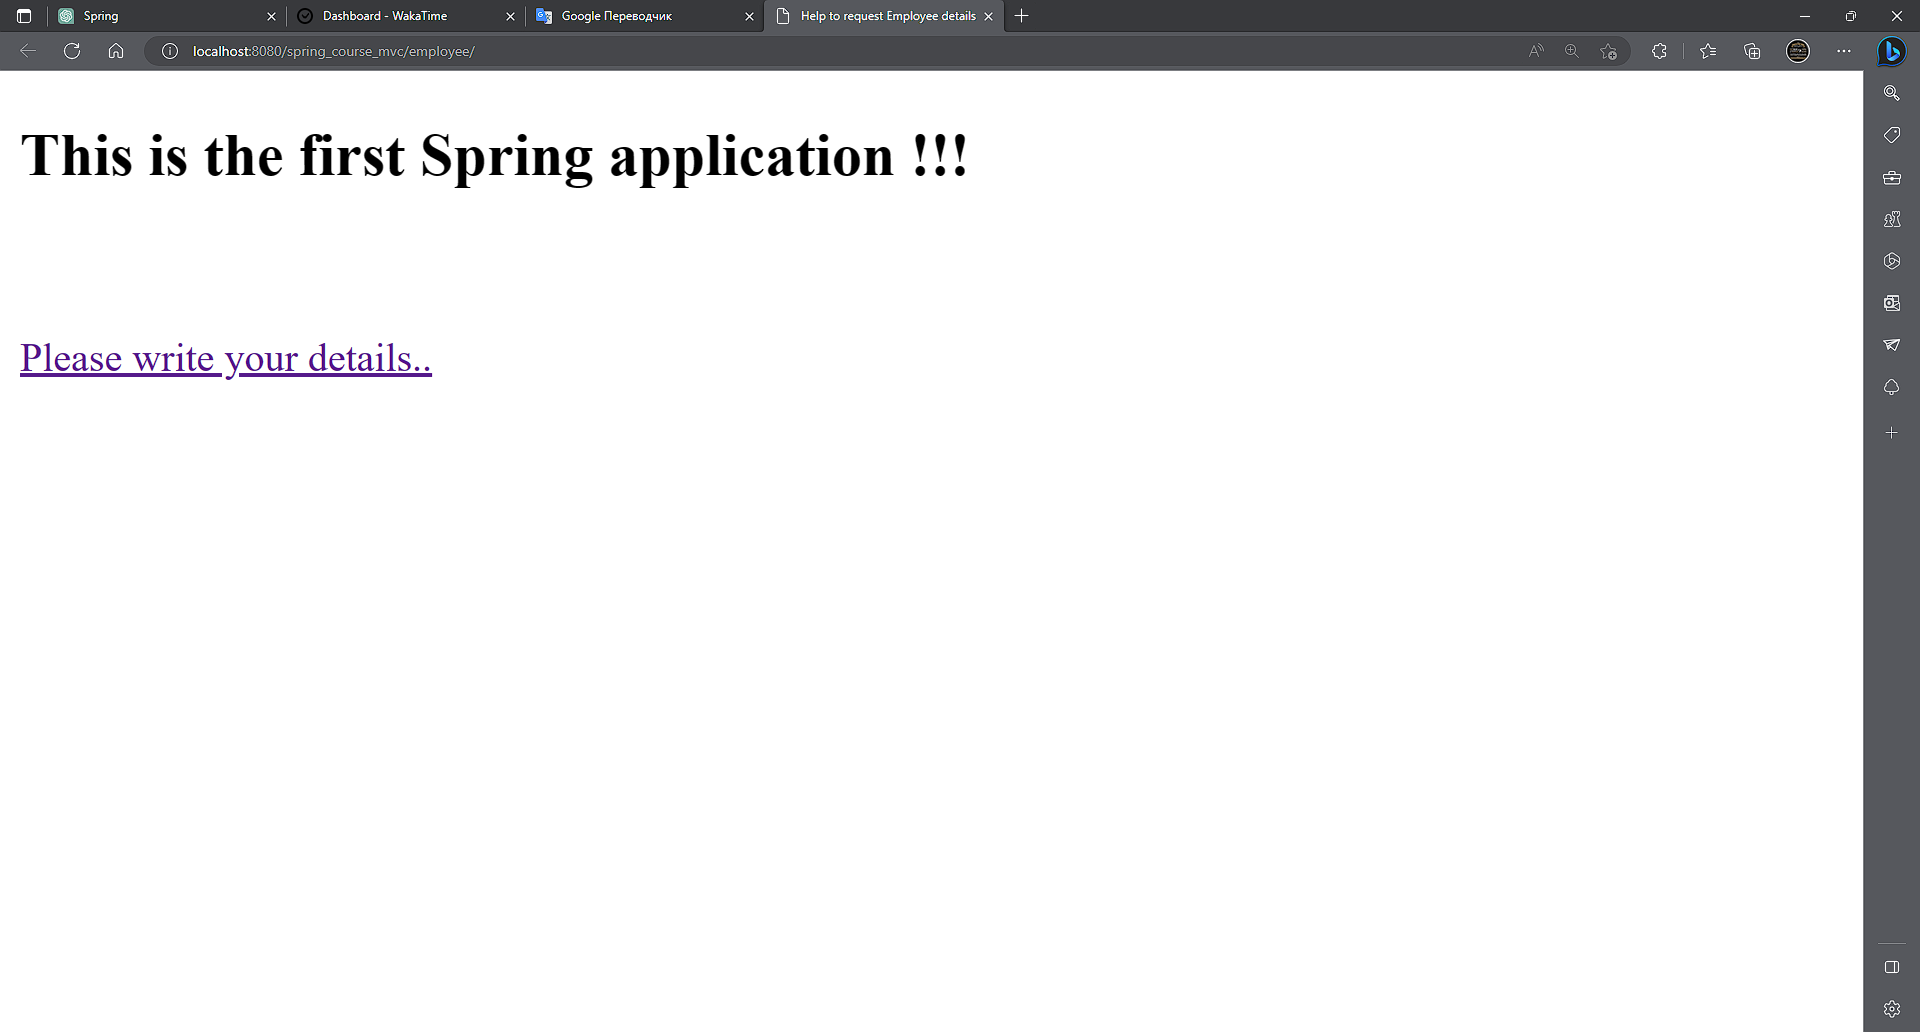 Spring
Dashboard - WakaTime
Google Переводчик
Help to request Employee details
localhost:8080/spring_course_mvc/employee/
This is the first Spring application !!!
Please write your details..